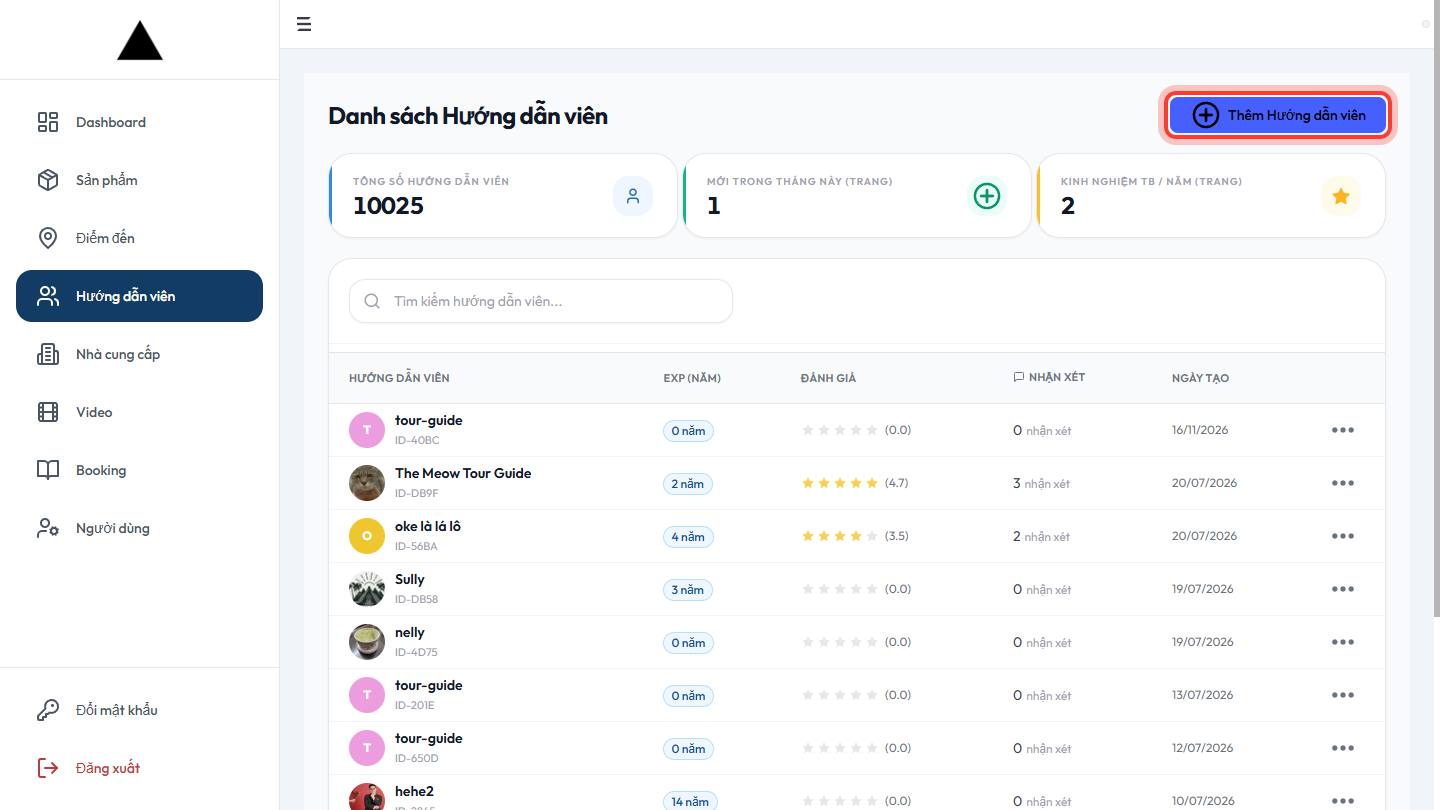 Dashboard
Sản phẩm
Điểm đến
Hướng dẫn viên
Nhà cung cấp
Video
Booking
Người dùng
Đổi mật khẩu
Đăng xuất
Danh sách Hướng dẫn viên
Thêm Hướng dẫn viên
TỔNG SỐ HƯỚNG DẪN VIÊN
10025
MỚI TRONG THÁNG NÀY (TRANG)
1
KINH NGHIỆM TB / NĂM (TRANG)
2
Tìm kiếm hướng dẫn viên...
HƯỚNG DẪN VIÊN EXP (NĂM) ĐÁNH GIÁ NHẬN XÉT NGÀY TẠO
T tour-guide
ID-40BC
0 năm (0.0) 0 nhận xét 16/11/2026
The Meow Tour Guide
ID-DB9F
2 năm (4.7) 3 nhận xét 20/07/2026
O oke là lá lô
ID-56BA
4 năm (3.5) 2 nhận xét 20/07/2026
Sully
ID-DB58
3 năm (0.0) 0 nhận xét 19/07/2026
nelly
ID-4D75
0 năm (0.0) 0 nhận xét 19/07/2026
T tour-guide
ID-201E
0 năm (0.0) 0 nhận xét 13/07/2026
T tour-guide
ID-650D
0 năm (0.0) 0 nhận xét 12/07/2026
hehe2
14 năm (0.0) 0 nhận xét 10/07/2026